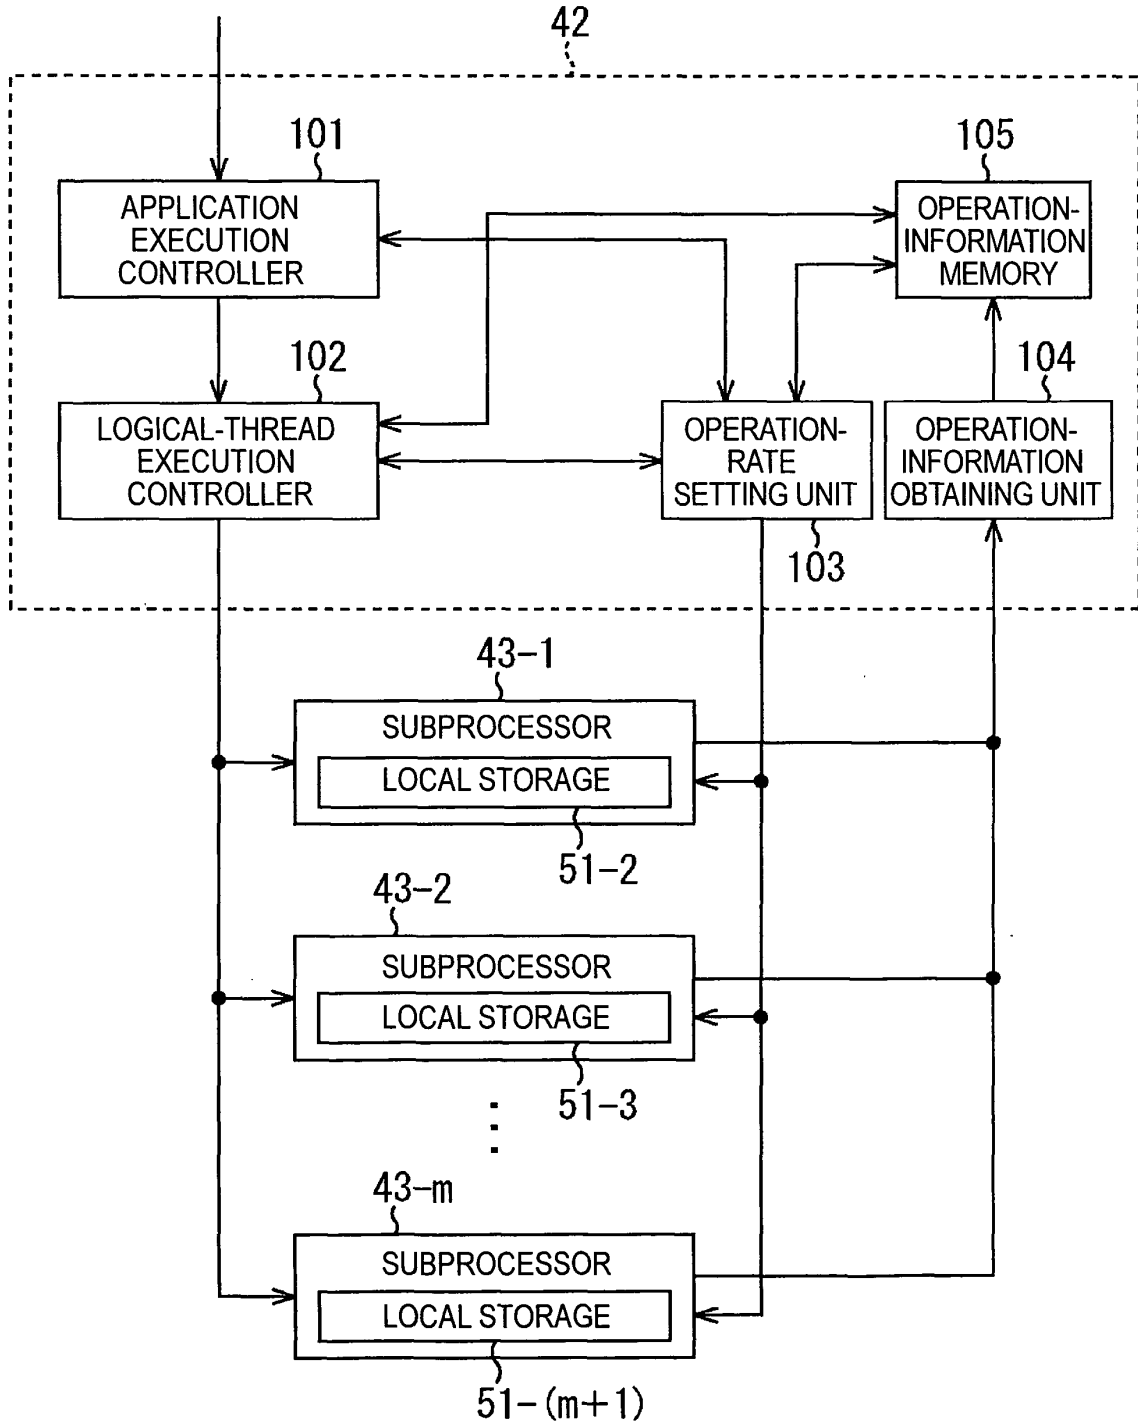 42
101
APPLICATION
EXECUTION
CONTROLLER
105
OPERATION-
INFORMATION
MEMORY
102
LOGICAL-THREAD
EXECUTION
CONTROLLER
OPERATION-
RATE
SETTING UNIT
103
104
OPERATION-
INFORMATION
OBTAINING UNIT
43-1
SUBPROCESSOR
LOCAL STORAGE
51-2
43-2
SUBPROCESSOR
LOCAL STORAGE
51-3
43-m
SUBPROCESSOR
LOCAL STORAGE
51-(m+1)